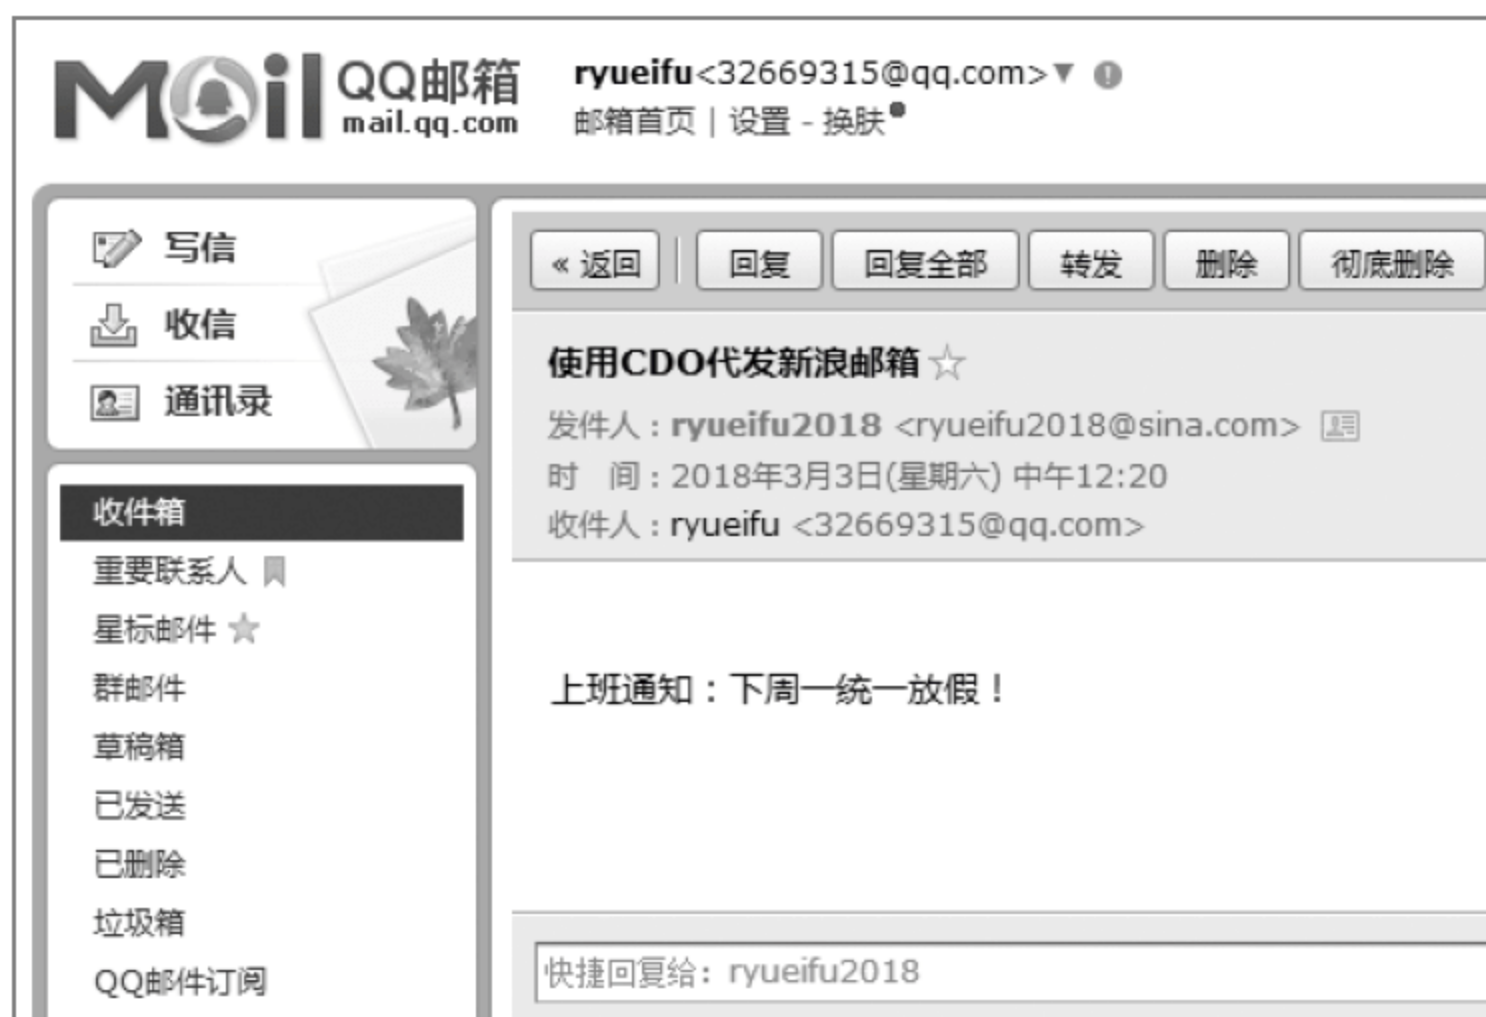 Mail QQ邮箱
mail.qq.com
ryueifu<32669315@qq.com>
邮箱首页 | 设置 - 换肤
写信
收信
通讯录
收件箱
重要联系人
星标邮件
群邮件
草稿箱
已发送
已删除
垃圾箱
QQ邮件订阅
« 返回 回复 回复全部 转发 删除 彻底删除
使用CDO代发新浪邮箱
发件人：ryueifu2018 <ryueifu2018@sina.com>
时 间：2018年3月3日(星期六) 中午12:20
收件人：ryueifu <32669315@qq.com>
上班通知：下周一统一放假！
快捷回复给：ryueifu2018